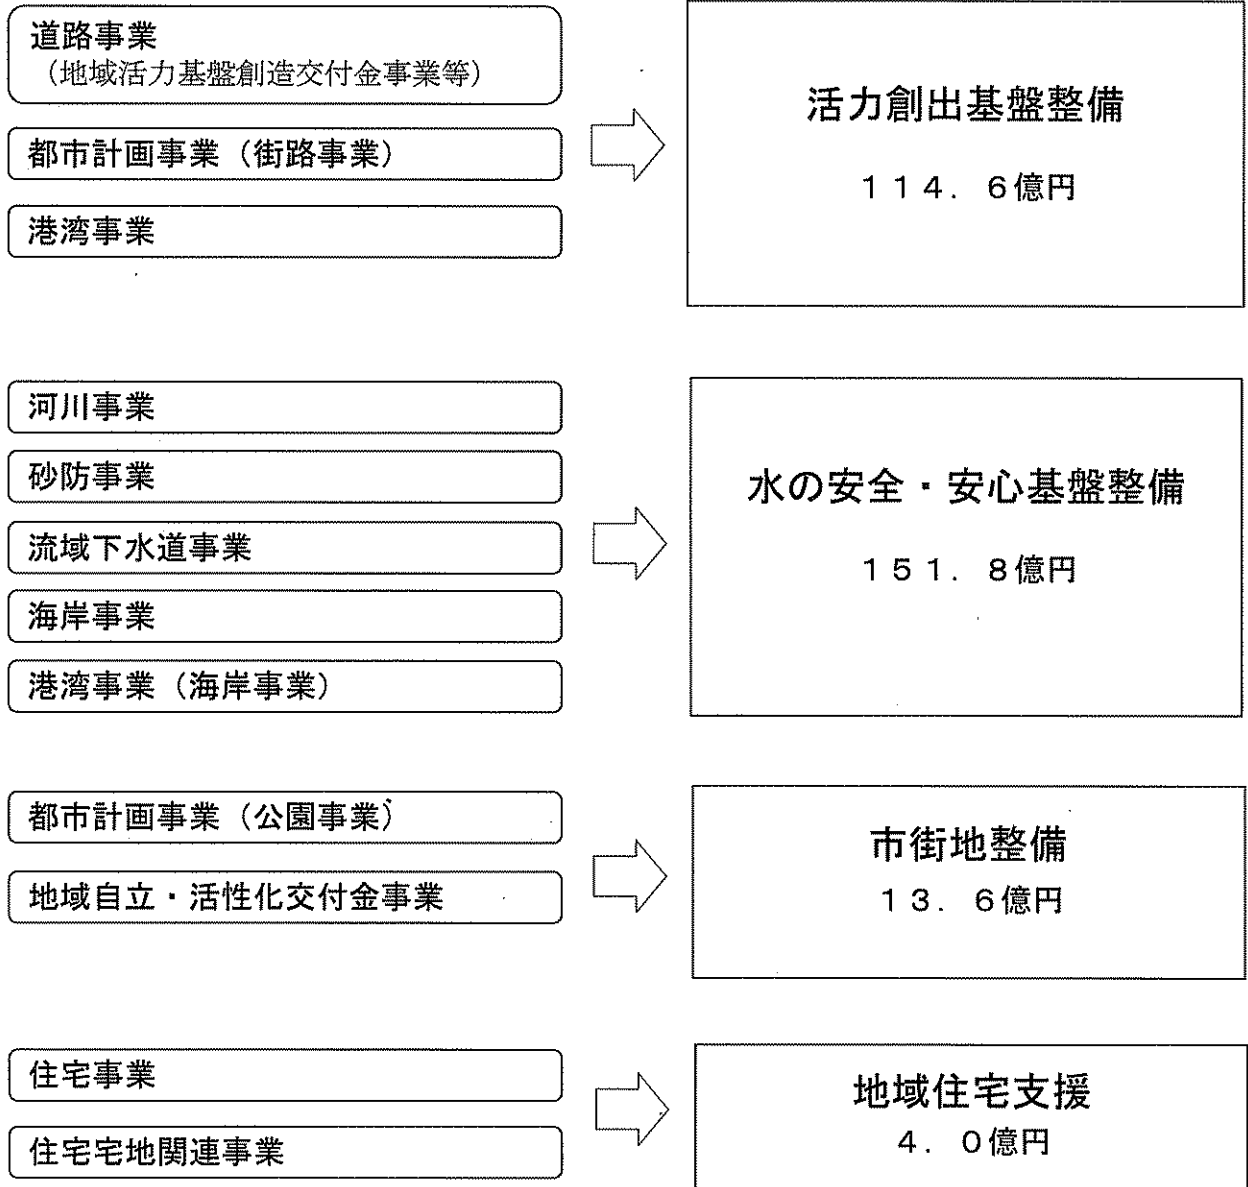 道路事業
（地域活力基盤創造交付金事業等）
都市計画事業（街路事業）
港湾事業
活力創出基盤整備
１１４．６億円
河川事業
砂防事業
流域下水道事業
海岸事業
港湾事業（海岸事業）
水の安全・安心基盤整備
１５１．８億円
都市計画事業（公園事業）
地域自立・活性化交付金事業
市街地整備
１３．６億円
住宅事業
住宅宅地関連事業
地域住宅支援
４．０億円